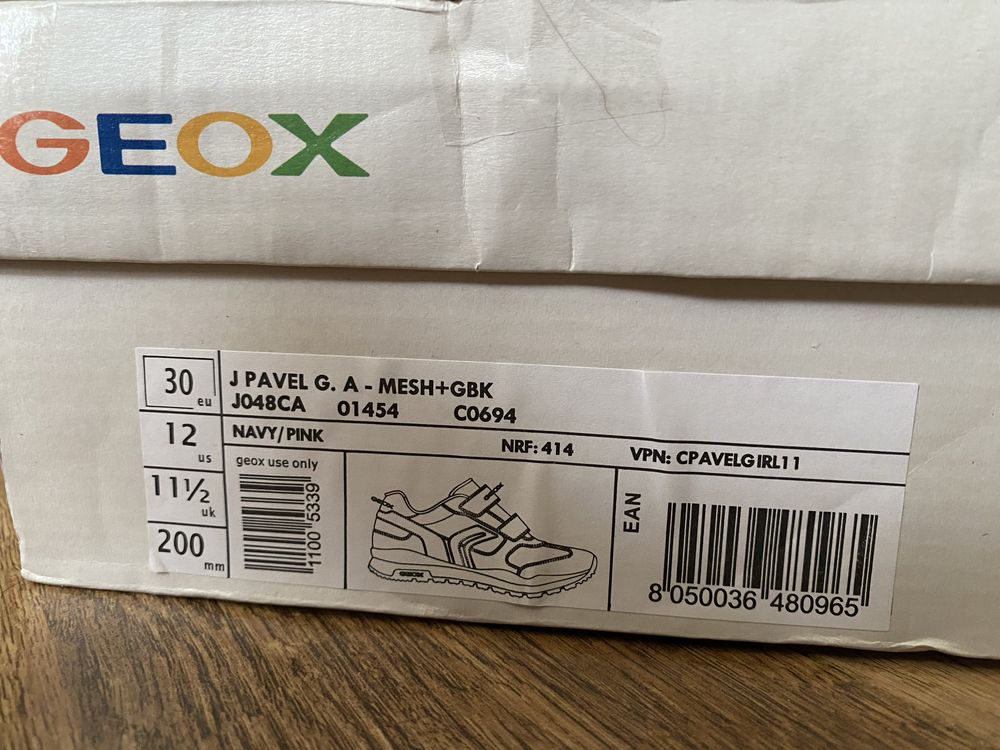 GEOX
30 eu
12 us
11½ uk
200 mm
J PAVEL G. A - MESH+GBK
J048CA 01454 C0694
NAVY/PINK NRF: 414 VPN: CPAVELGIRL11
geox use only
1100 5339
GEOX
EAN
8 050036 480965